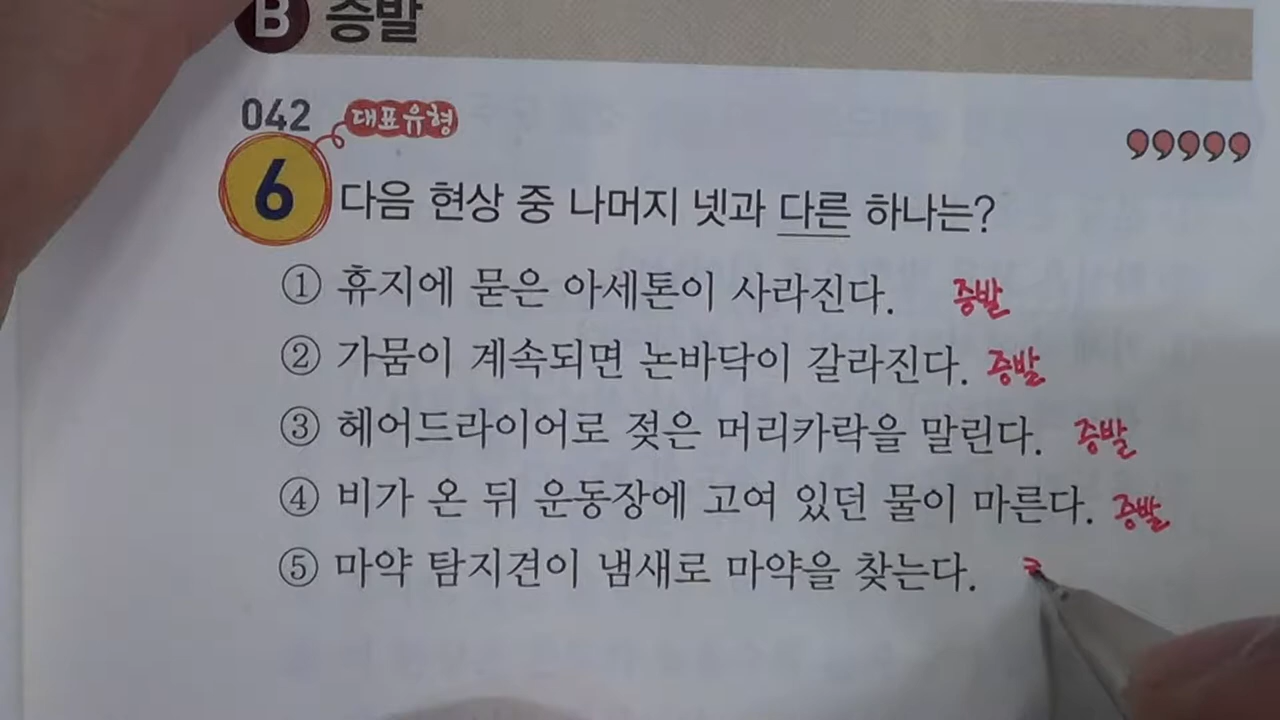 B 증발
042 대표유형
6 다음 현상 중 나머지 넷과 다른 하나는?
① 휴지에 묻은 아세톤이 사라진다. 증발
② 가뭄이 계속되면 논바닥이 갈라진다. 증발
③ 헤어드라이어로 젖은 머리카락을 말린다. 증발
④ 비가 온 뒤 운동장에 고여 있던 물이 마른다. 증발
⑤ 마약 탐지견이 냄새로 마약을 찾는다.